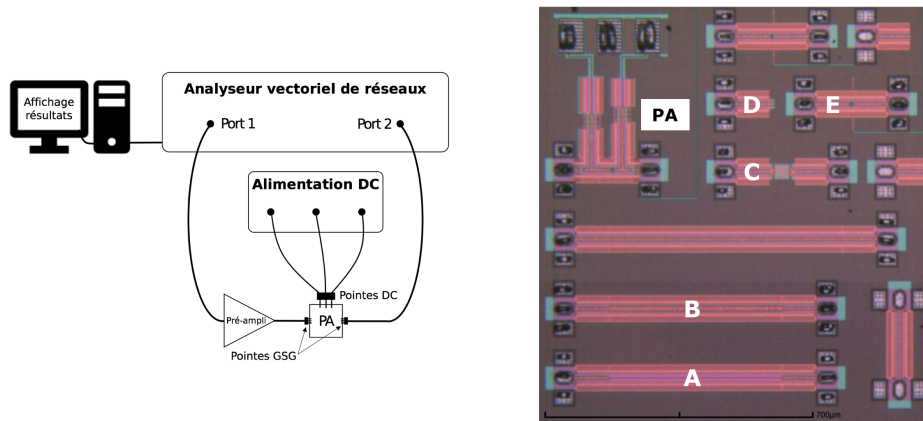 Affichage
résultats
Analyseur vectoriel de réseaux
Port 1
Port 2
Alimentation DC
Pointes DC
Pré-ampli
PA
Pointes GSG
PA
D
E
C
B
A
700µm